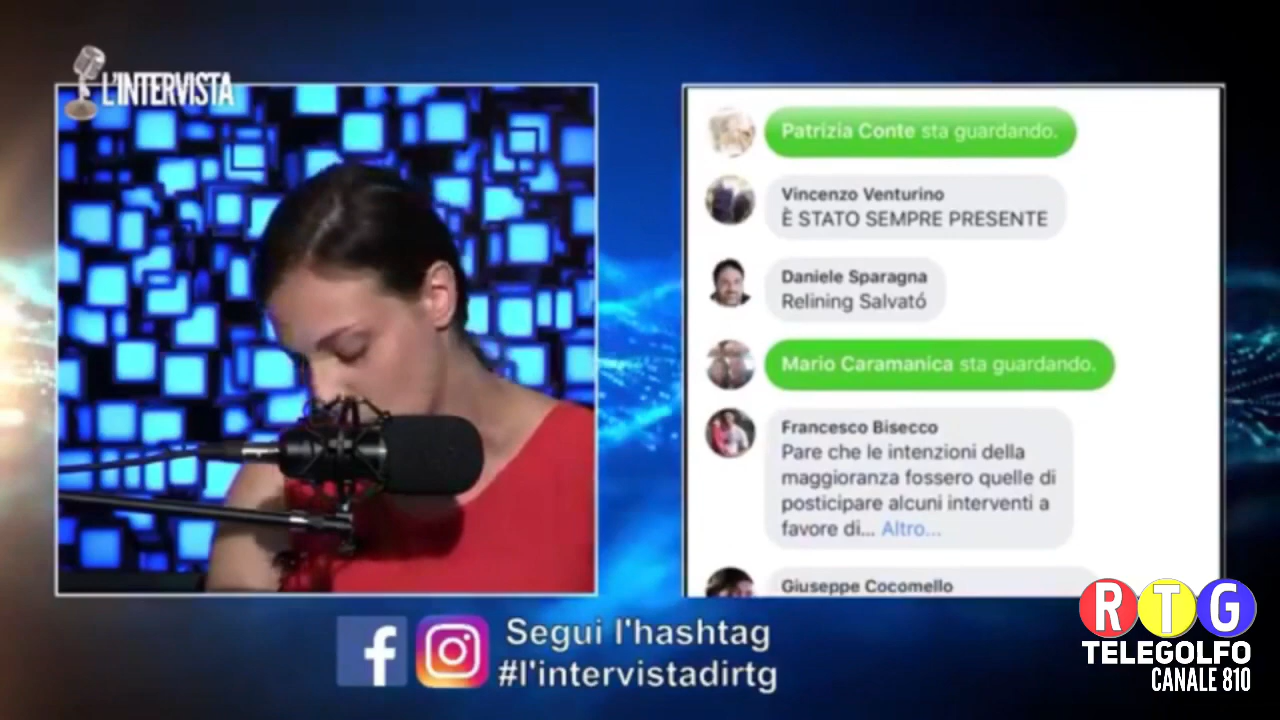 L'INTERVISTA
Patrizia Conte sta guardando.
Vincenzo Venturino
È STATO SEMPRE PRESENTE
Daniele Sparagna
Relining Salvató
Mario Caramanica sta guardando.
Francesco Bisecco
Pare che le intenzioni della
maggioranza fossero quelle di
posticipare alcuni interventi a
favore di... Altro...
Giuseppe Cocomello
Segui l'hashtag
#l'intervistadirtg
RTG
TELEGOLFO
CANALE 810